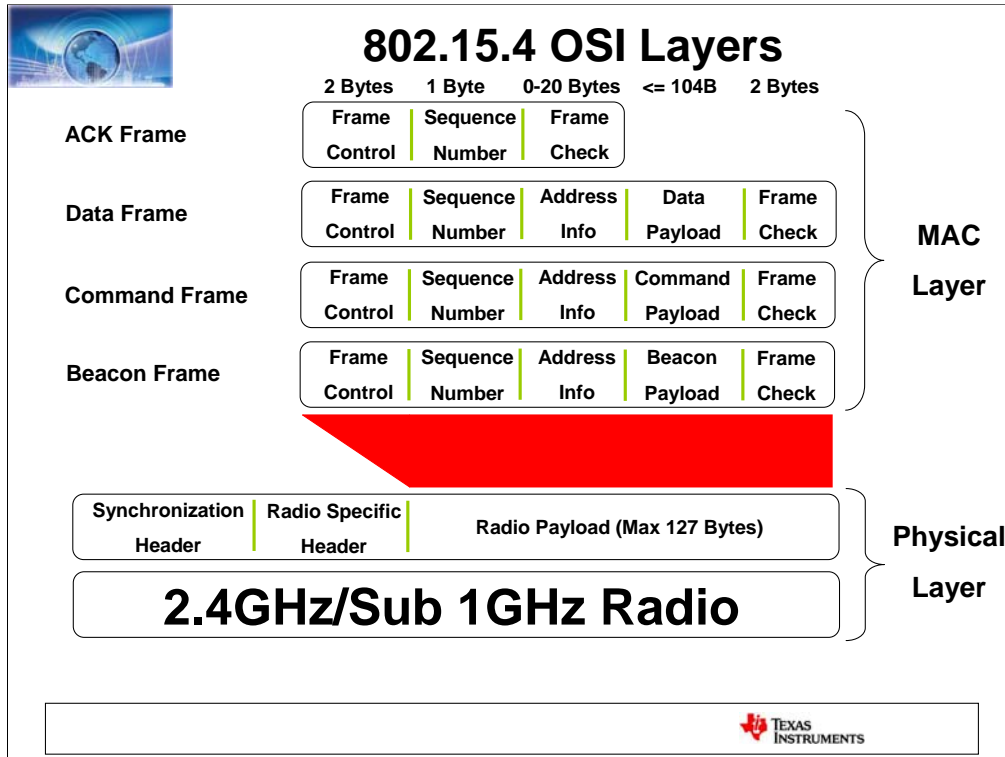 802.15.4 OSI Layers
2 Bytes 1 Byte 0-20 Bytes <= 104B 2 Bytes
ACK Frame
Frame Sequence Frame
Control Number Check
Data Frame
Frame Sequence Address Data Frame
Control Number Info Payload Check
Command Frame
Frame Sequence Address Command Frame
Control Number Info Payload Check
Beacon Frame
Frame Sequence Address Beacon Frame
Control Number Info Payload Check
MAC
Layer
Synchronization Radio Specific
Header Header
Radio Payload (Max 127 Bytes)
Physical
Layer
2.4GHz/Sub 1GHz Radio
TEXAS
INSTRUMENTS